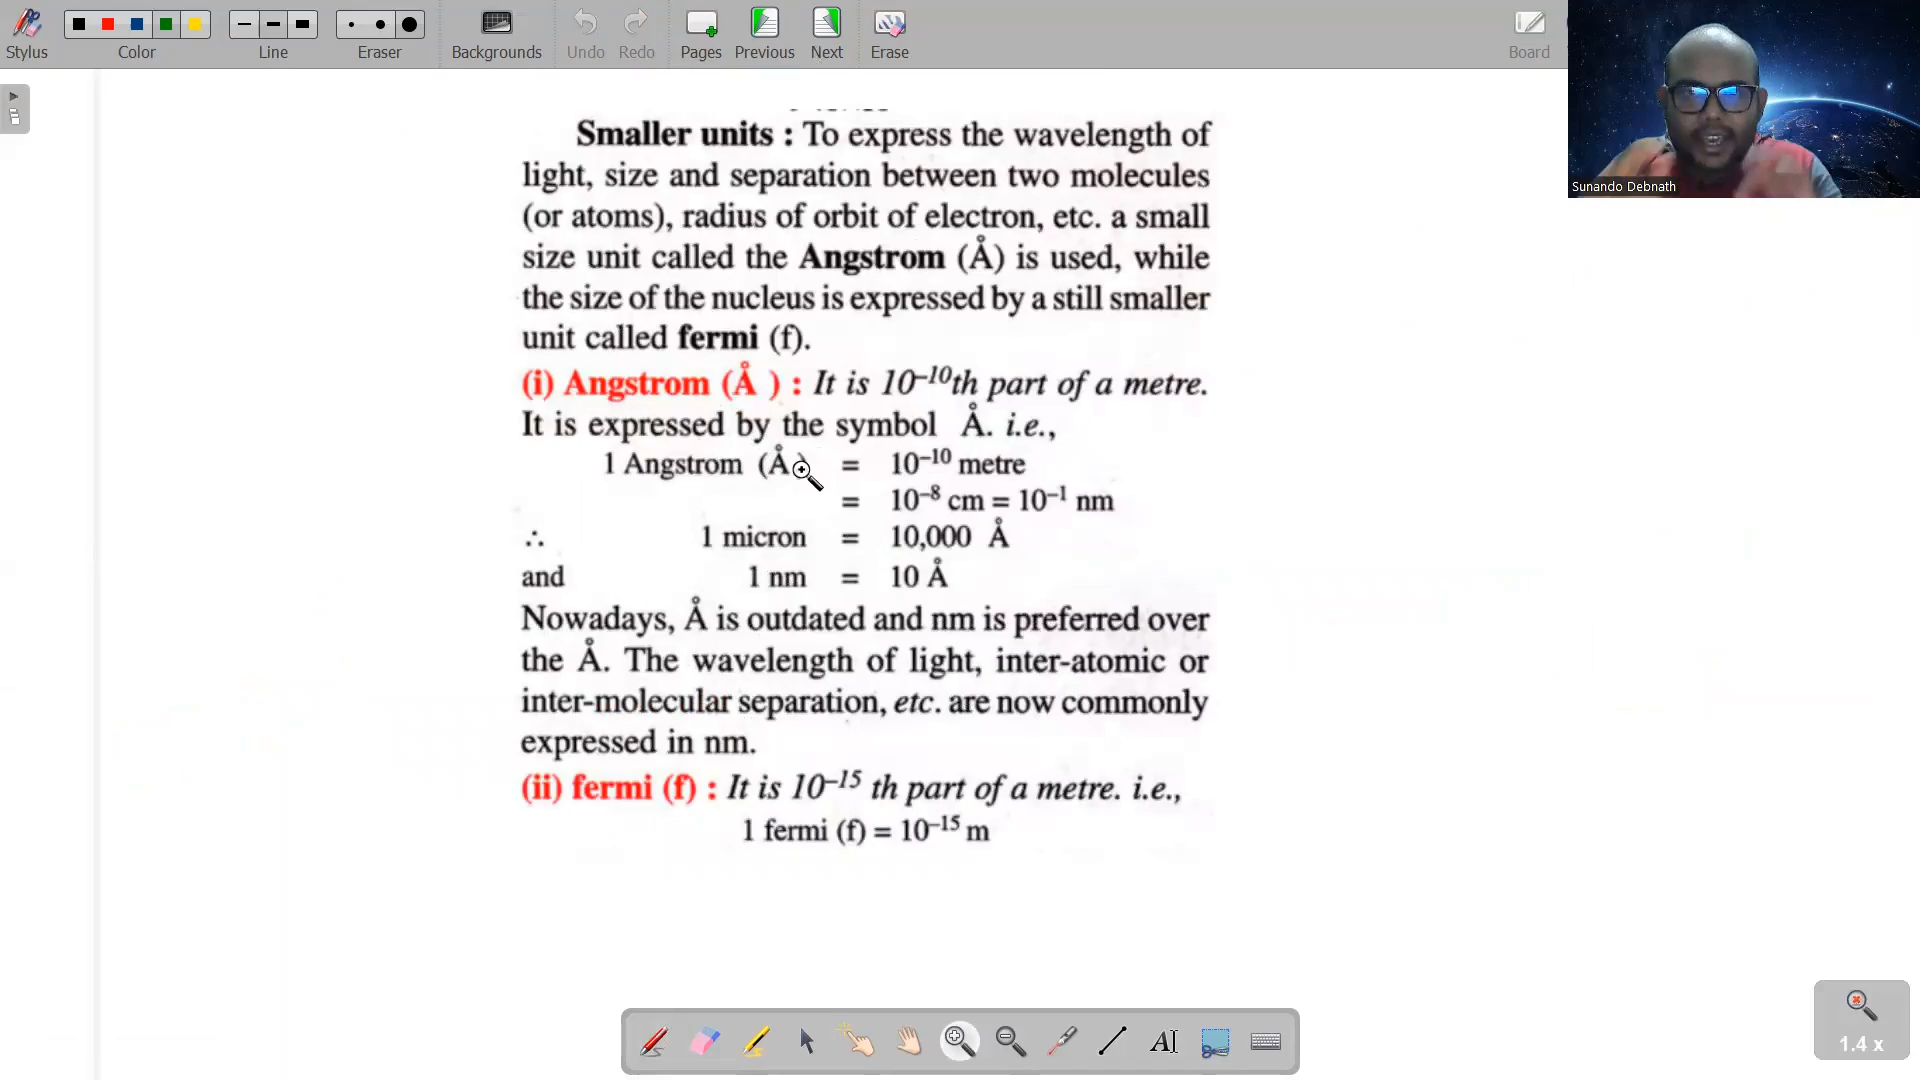 Stylus
Color
Line
Eraser
Backgrounds
Undo
Redo
Pages
Previous
Next
Erase
Board
Sunando Debnath
Smaller units : To express the wavelength of
light, size and separation between two molecules
(or atoms), radius of orbit of electron, etc. a small
size unit called the Angstrom (Å) is used, while
the size of the nucleus is expressed by a still smaller
unit called fermi (f).
(i) Angstrom (Å ) : It is 10⁻¹⁰th part of a metre.
It is expressed by the symbol Å. i.e.,
1 Angstrom (Å) = 10⁻¹⁰ metre
= 10⁻⁸ cm = 10⁻¹ nm
∴ 1 micron = 10,000 Å
and 1 nm = 10 Å
Nowadays, Å is outdated and nm is preferred over
the Å. The wavelength of light, inter-atomic or
inter-molecular separation, etc. are now commonly
expressed in nm.
(ii) fermi (f) : It is 10⁻¹⁵ th part of a metre. i.e.,
1 fermi (f) = 10⁻¹⁵ m
AI
1.4 x